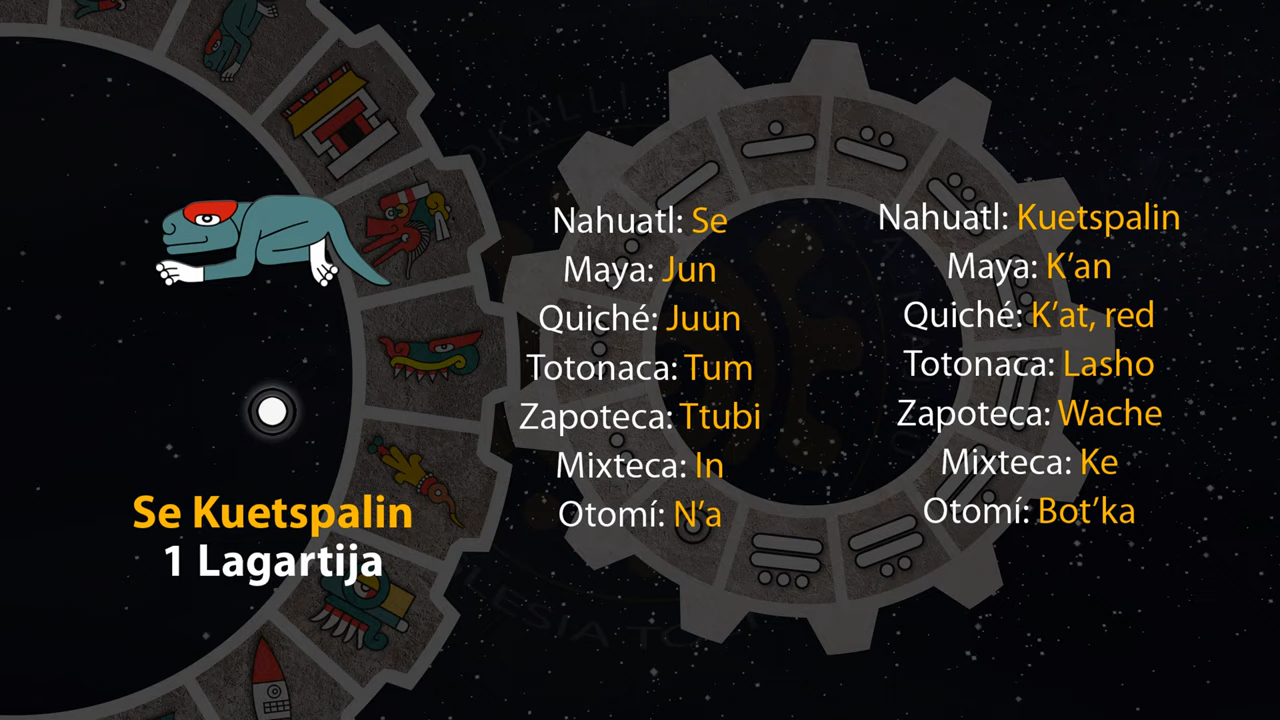 Nahuatl: Se
Maya: Jun
Quiché: Juun
Totonaca: Tum
Zapoteca: Ttubi
Mixteca: In
Otomí: N’a
Nahuatl: Kuetspalin
Maya: K’an
Quiché: K’at, red
Totonaca: Lasho
Zapoteca: Wache
Mixteca: Ke
Otomí: Bot’ka
Se Kuetspalin
1 Lagartija